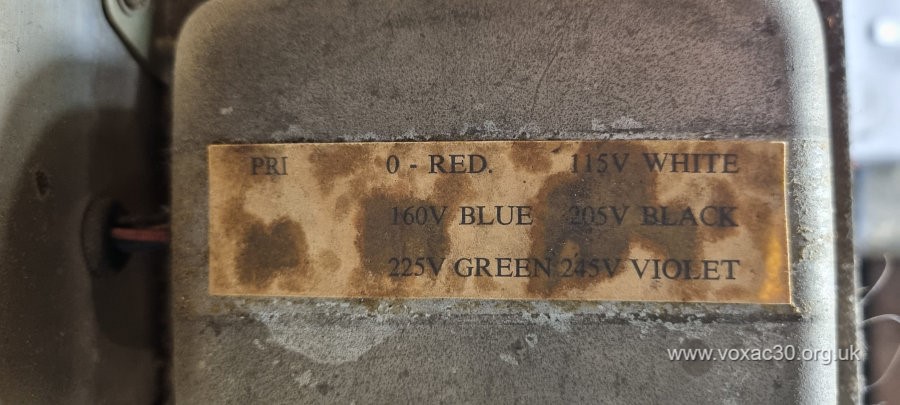 PRI 0 - RED. 115V WHITE
160V BLUE 205V BLACK
225V GREEN 245V VIOLET
www.voxac30.org.uk